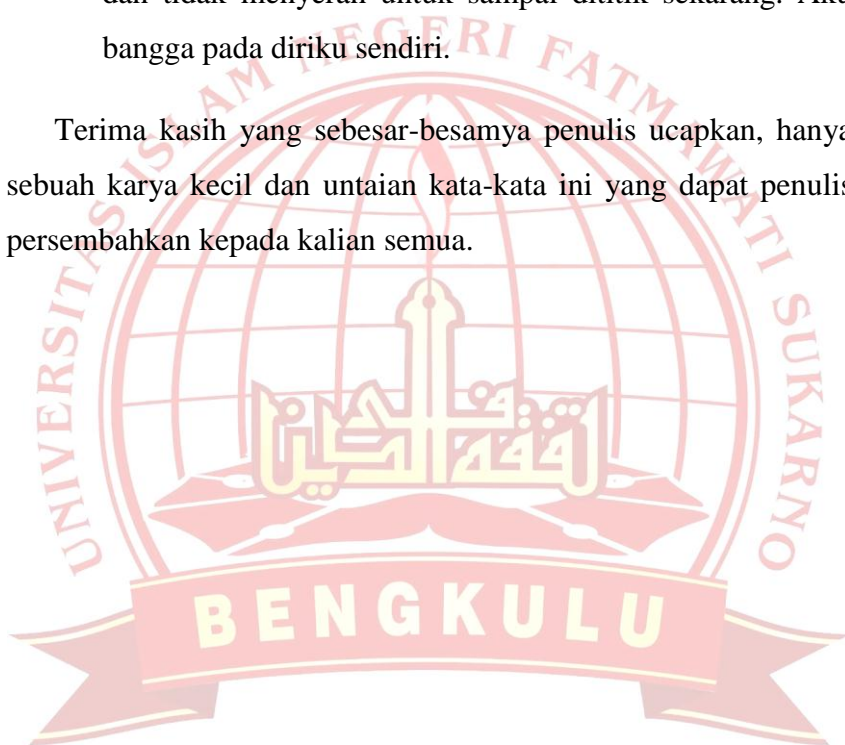 dan tidak menyerah untuk sampai dititik sekarang. Aku
bangga pada diriku sendiri.
Terima kasih yang sebesar-besamya penulis ucapkan, hanya
sebuah karya kecil dan untaian kata-kata ini yang dapat penulis
persembahkan kepada kalian semua.
UNIVERSITAS ISLAM NEGERI FATMAWATI SUKARNO
BENGKULU